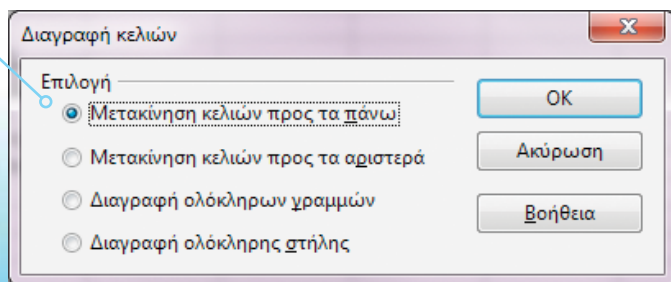 Διαγραφή κελιών
Επιλογή
Μετακίνηση κελιών προς τα πάνω
Μετακίνηση κελιών προς τα αριστερά
Διαγραφή ολόκληρων γραμμών
Διαγραφή ολόκληρης στήλης
OK
Ακύρωση
Βοήθεια